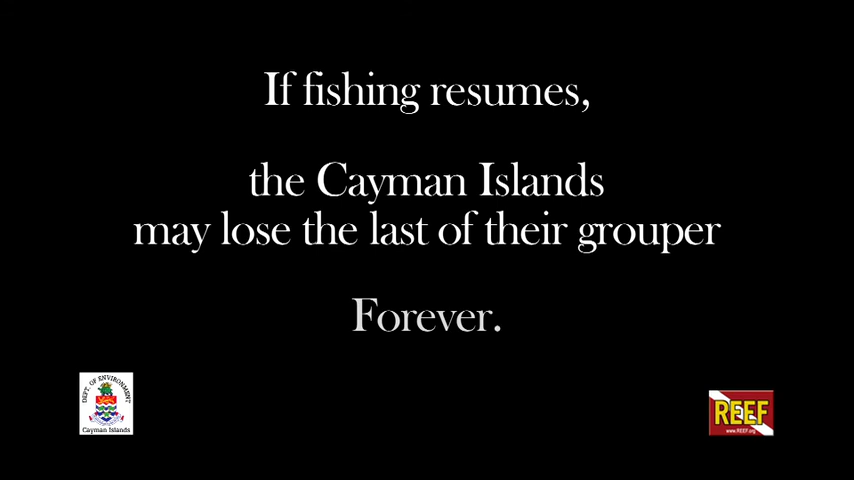 If fishing resumes,
the Cayman Islands
may lose the last of their grouper
Forever.
DEPT. OF ENVIRONMENT
Cayman Islands
REEF
www.REEF.org